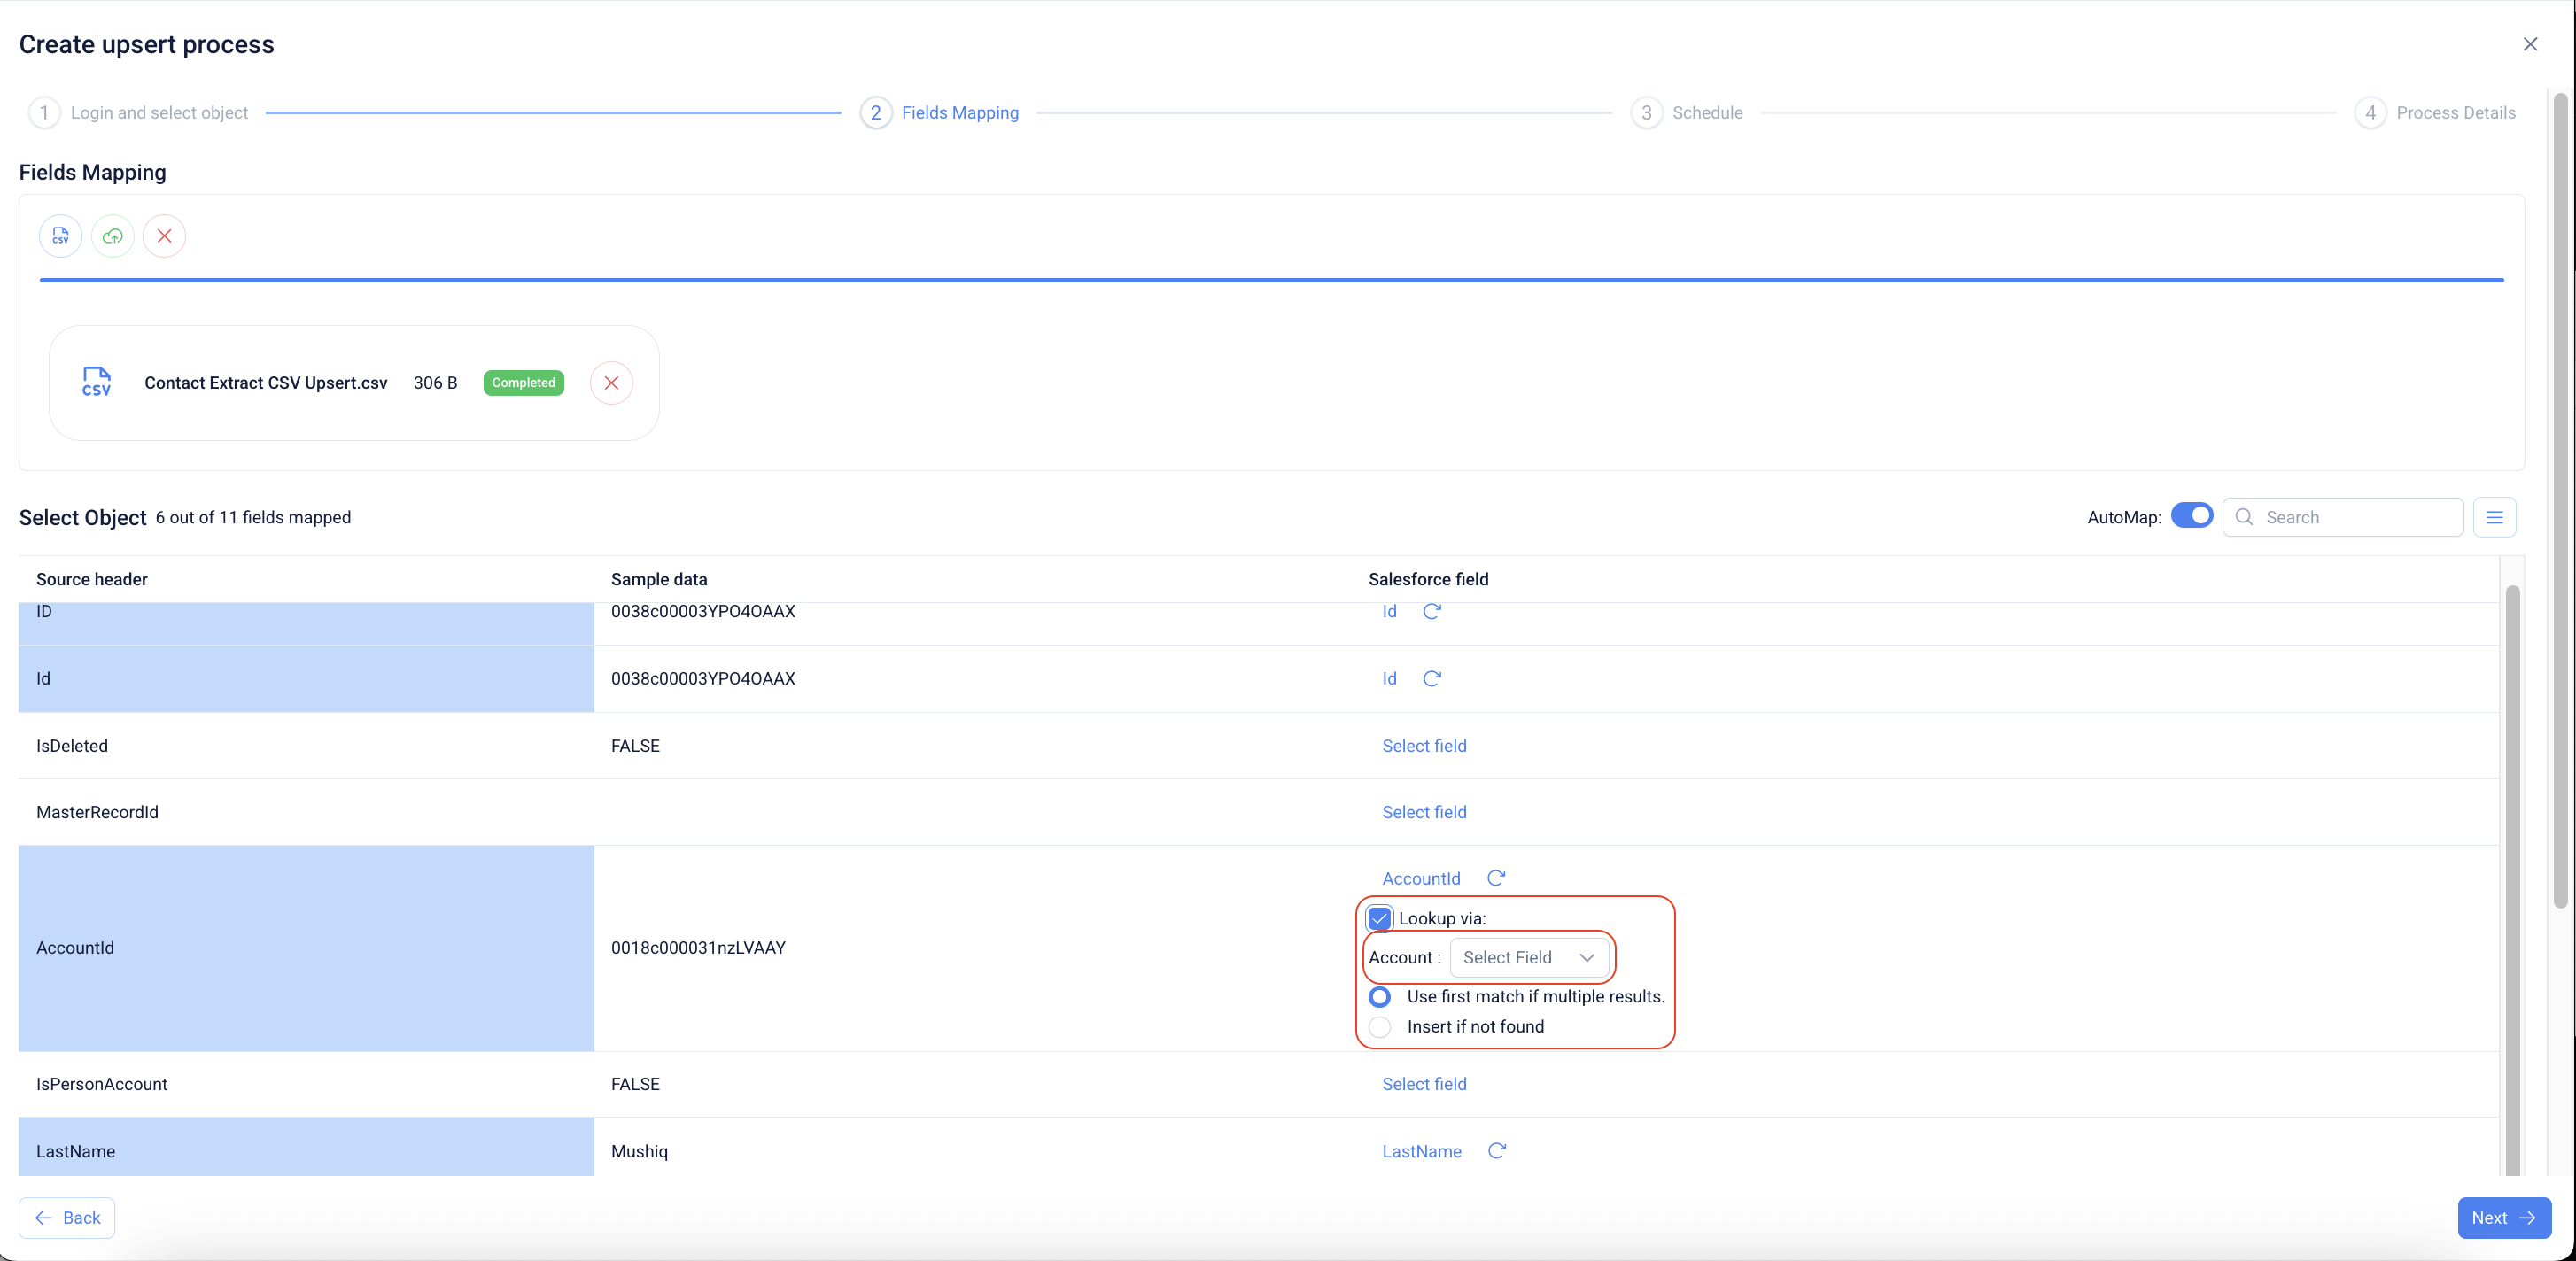 Create upsert process
1 Login and select object 2 Fields Mapping 3 Schedule 4 Process Details
Fields Mapping
CSV
CSV Contact Extract CSV Upsert.csv 306 B Completed
Select Object 6 out of 11 fields mapped AutoMap: Search
Source header Sample data Salesforce field
ID 0038c00003YPO4OAAX Id
Id 0038c00003YPO4OAAX Id
IsDeleted FALSE Select field
MasterRecordId Select field
AccountId
Lookup via:
AccountId 0018c000031nzLVAAY Account : Select Field
Use first match if multiple results.
Insert if not found
IsPersonAccount FALSE Select field
LastName Mushiq LastName
Back Next